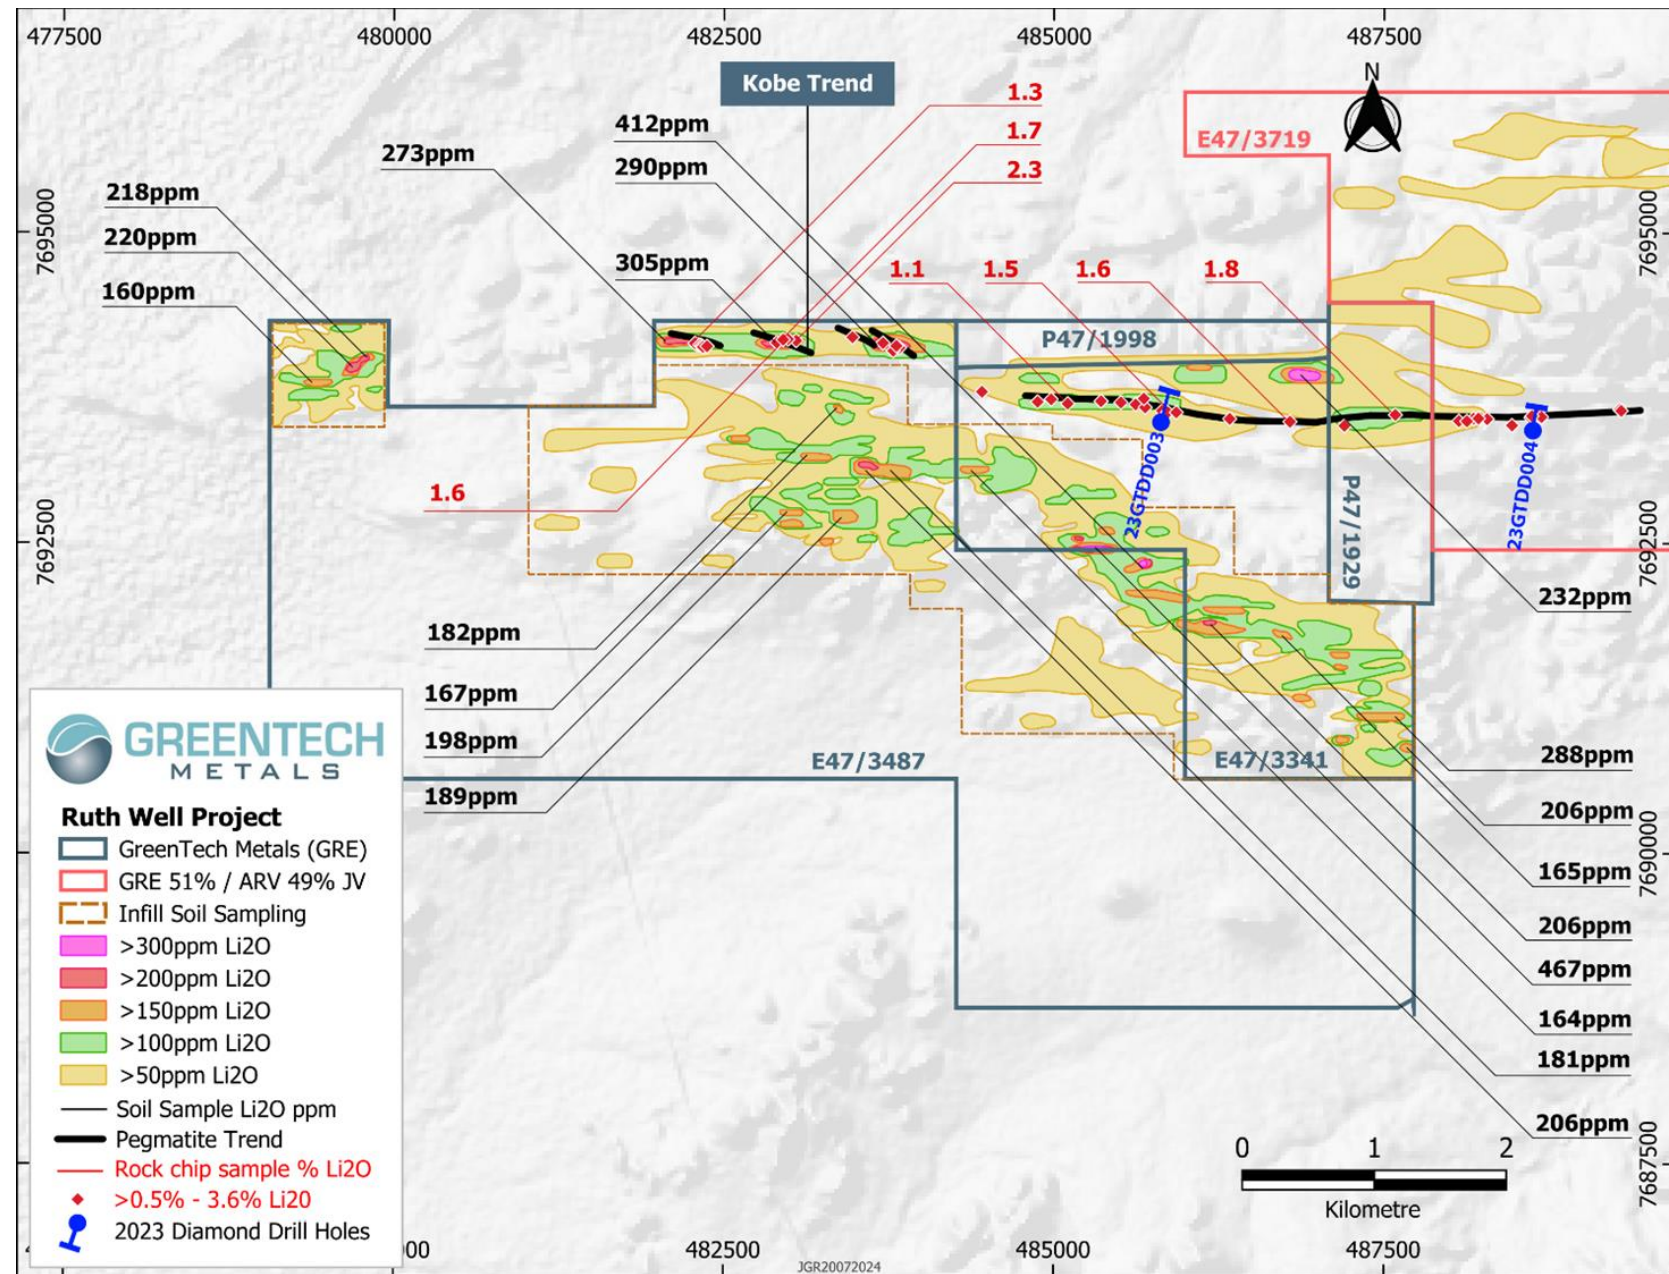 477500
480000
482500
485000
487500
N
Kobe Trend
1.3
412ppm
1.7
E47/3719
273ppm
290ppm
2.3
218ppm
220ppm
305ppm
1.1
1.5
1.6
1.8
160ppm
7695000
7695000
P47/1998
1.6
23GTDD003
23GTDD004
P47/1929
7692500
7692500
232ppm
182ppm
167ppm
198ppm
E47/3487
E47/3341
288ppm
189ppm
206ppm
165ppm
7690000
206ppm
467ppm
164ppm
181ppm
206ppm
7687500
GREENTECH
METALS
Ruth Well Project
GreenTech Metals (GRE)
GRE 51% / ARV 49% JV
Infill Soil Sampling
>300ppm Li2O
>200ppm Li2O
>150ppm Li2O
>100ppm Li2O
>50ppm Li2O
Soil Sample Li2O ppm
Pegmatite Trend
Rock chip sample % Li2O
>0.5% - 3.6% Li20
2023 Diamond Drill Holes
0 1 2
Kilometre
482500
485000
487500
JGR20072024